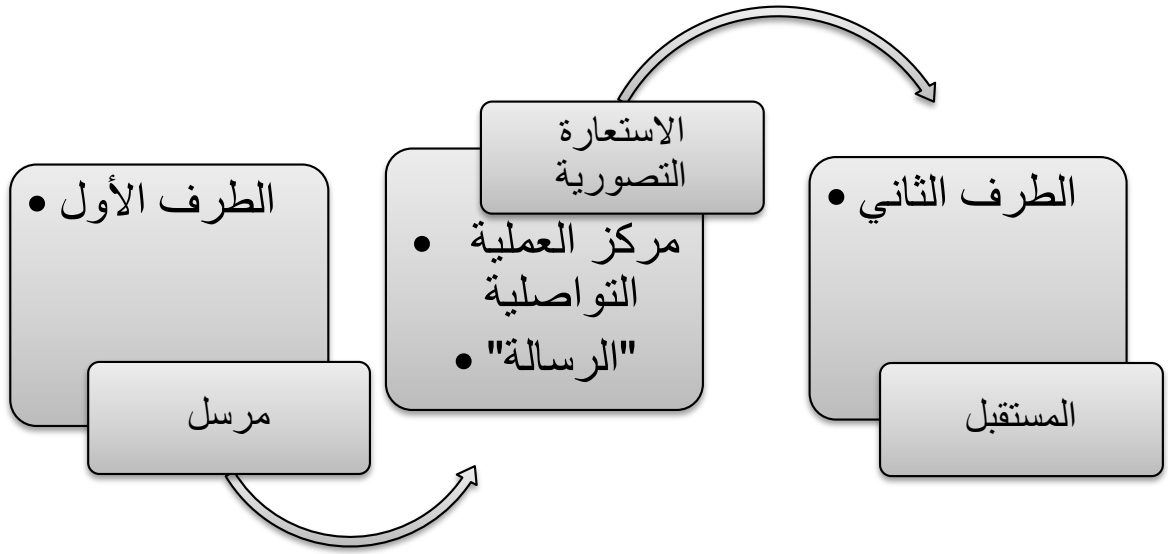 • الطرف الأول
مرسل
الاستعارة
التصورية
• مركز العملية
التواصلية
• "الرسالة"
• الطرف الثاني
المستقبل